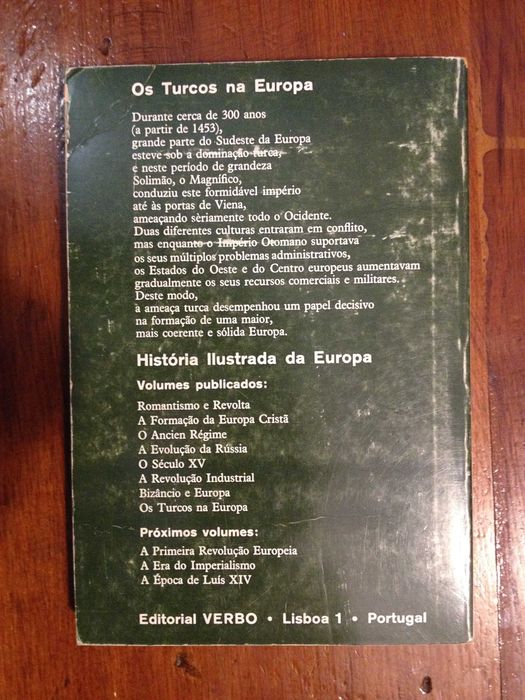 Os Turcos na Europa
Durante cerca de 300 anos
(a partir de 1453),
grande parte do Sudeste da Europa
esteve sob a dominação turca,
e neste período de grandeza
Solimão, o Magnífico,
conduziu este formidável império
até às portas de Viena,
ameaçando sèriamente todo o Ocidente.
Duas diferentes culturas entraram em conflito,
mas enquanto o Império Otomano suportava
os seus múltiplos problemas administrativos,
os Estados do Oeste e do Centro europeus aumentavam
gradualmente os seus recursos comerciais e militares.
Deste modo,
a ameaça turca desempenhou um papel decisivo
na formação de uma maior,
mais coerente e sólida Europa.
História Ilustrada da Europa
Volumes publicados:
Romantismo e Revolta
A Formação da Europa Cristã
O Ancien Régime
A Evolução da Rússia
O Século XV
A Revolução Industrial
Bizâncio e Europa
Os Turcos na Europa
Próximos volumes:
A Primeira Revolução Europeia
A Era do Imperialismo
A Época de Luís XIV
Editorial VERBO • Lisboa 1 • Portugal